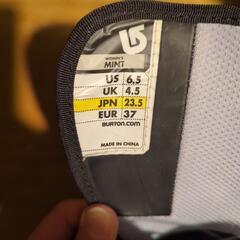 WOMEN'S
MINT
US 6.5
UK 4.5
JPN 23.5
EUR 37
BURTON.COM
MADE IN CHINA